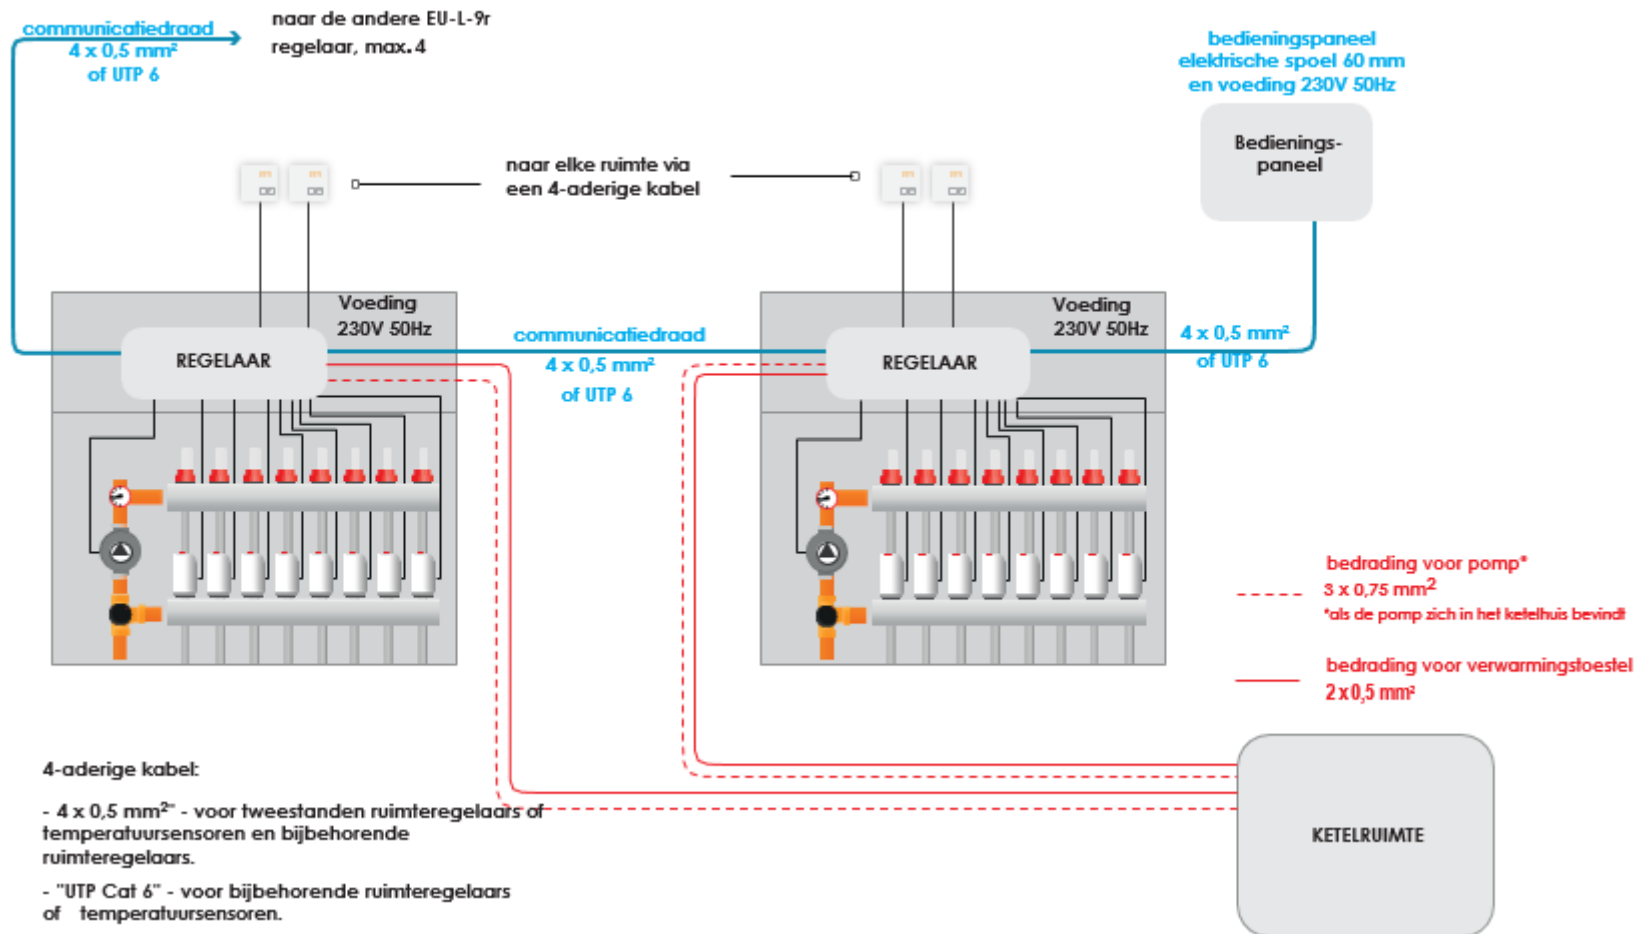 communicatiedraad
4 x 0,5 mm²
of UTP 6
naar de andere EU-L-9r
regelaar, max. 4
bedieningspaneel
elektrische spoel 60 mm
en voeding 230V 50Hz
Bedienings-
paneel
naar elke ruimte via
een 4-aderige kabel
Voeding
230V 50Hz
REGELAAR
communicatiedraad
4 x 0,5 mm²
of UTP 6
Voeding
230V 50Hz
REGELAAR
4 x 0,5 mm²
of UTP 6
bedrading voor pomp*
3 x 0,75 mm²
*als de pomp zich in het ketelhuis bevindt
bedrading voor verwarmingstoestel
2 x 0,5 mm²
KETELRUIMTE
4-aderige kabel:
- 4 x 0,5 mm²" - voor tweestanden ruimteregelaars of
temperatuursensoren en bijbehorende
ruimteregelaars.
- "UTP Cat 6" - voor bijbehorende ruimteregelaars
of temperatuursensoren.